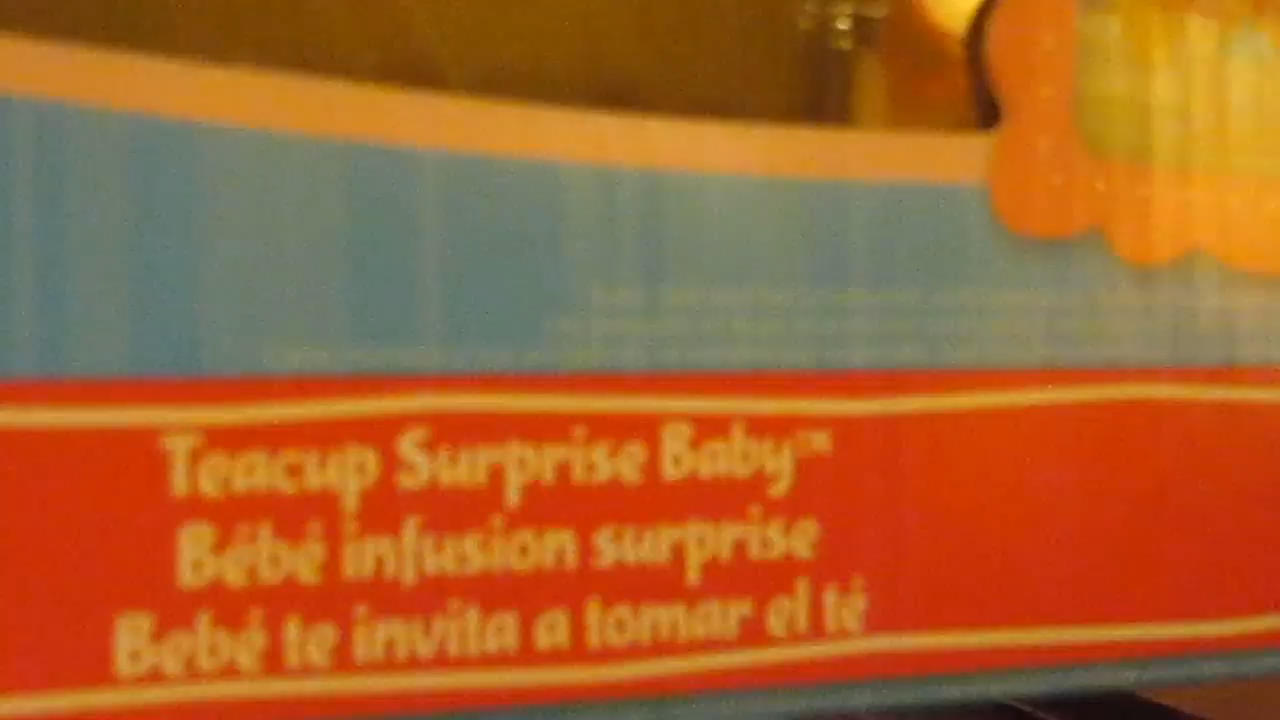 Teacup Surprise Baby™
Bébé infusion surprise
Bebé te invita a tomar el té